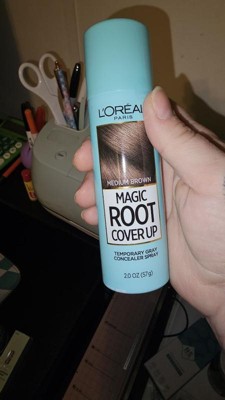 L'ORÉAL
PARIS
MEDIUM BROWN
MAGIC
ROOT
COVER UP
TEMPORARY GRAY
CONCEALER SPRAY
2.0 OZ (57g)